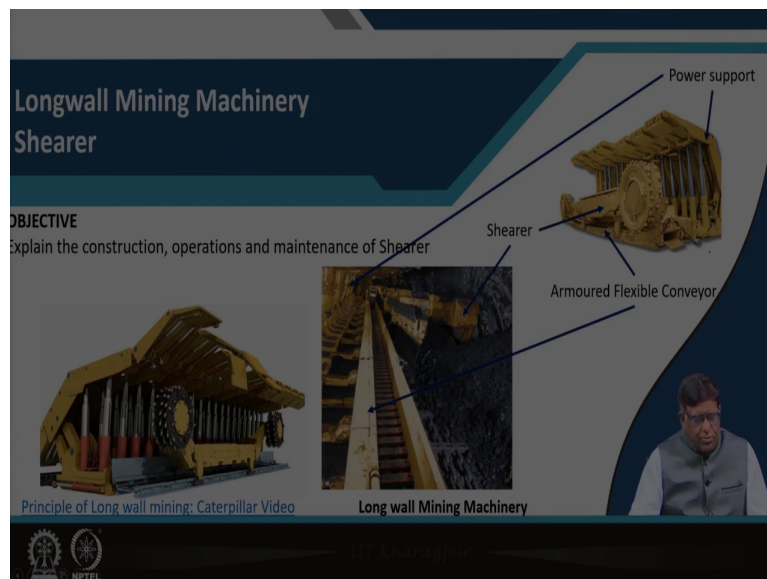 Longwall Mining Machinery
Shearer
Power support
OBJECTIVE
Explain the construction, operations and maintenance of Shearer
Shearer
Armoured Flexible Conveyor
Principle of Long wall mining: Caterpillar Video
Long wall Mining Machinery
IIT Kharagpur
NPTEL